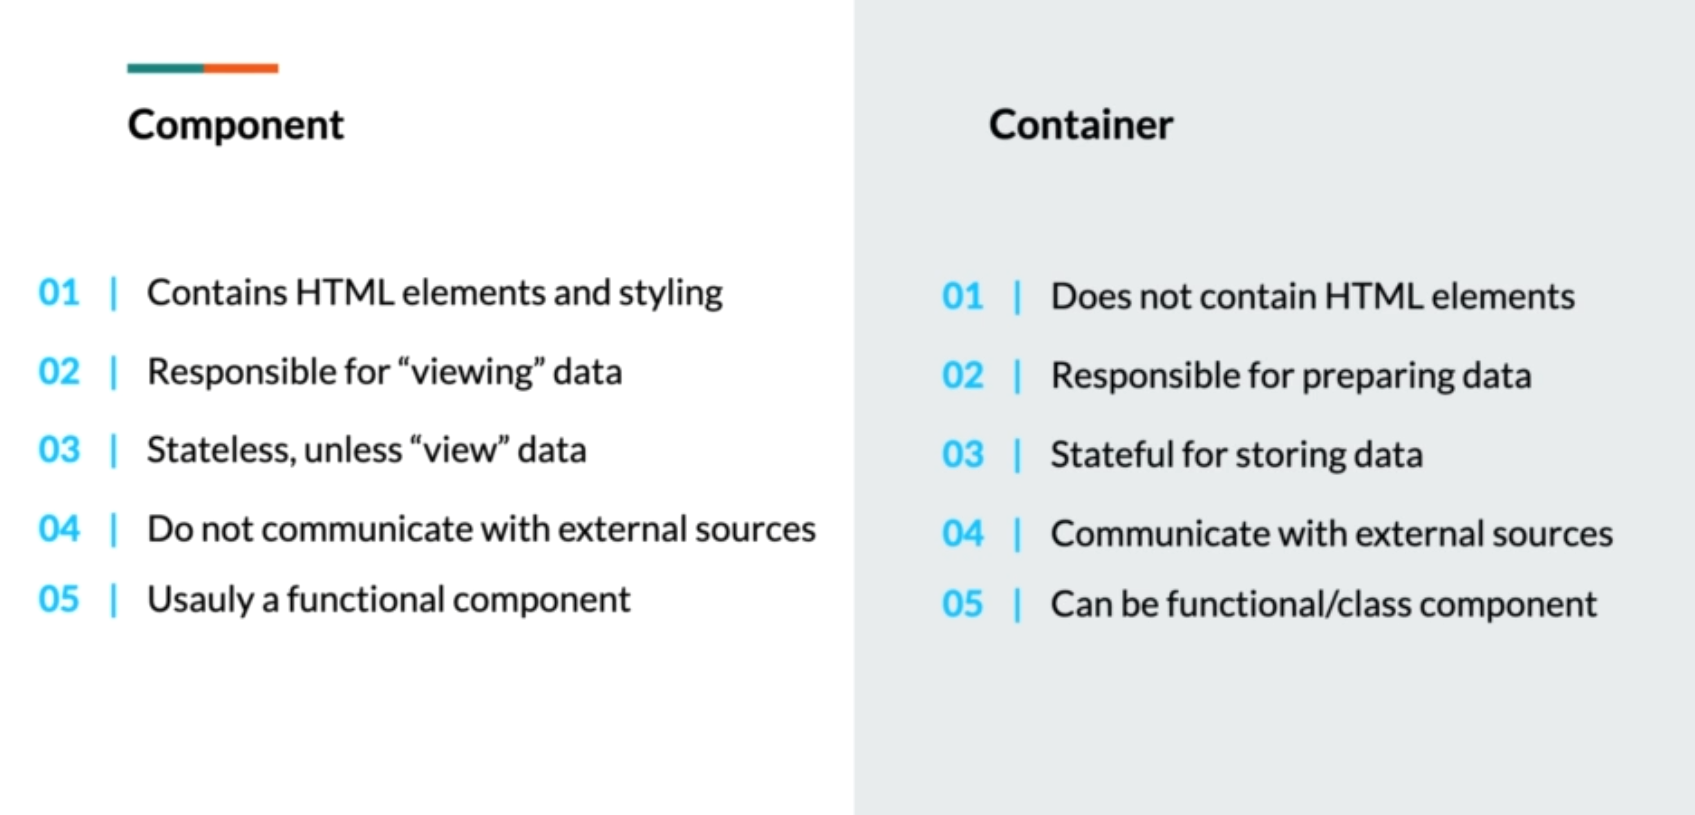 Component
01 | Contains HTML elements and styling
02 | Responsible for “viewing” data
03 | Stateless, unless “view” data
04 | Do not communicate with external sources
05 | Usauly a functional component
Container
01 | Does not contain HTML elements
02 | Responsible for preparing data
03 | Stateful for storing data
04 | Communicate with external sources
05 | Can be functional/class component